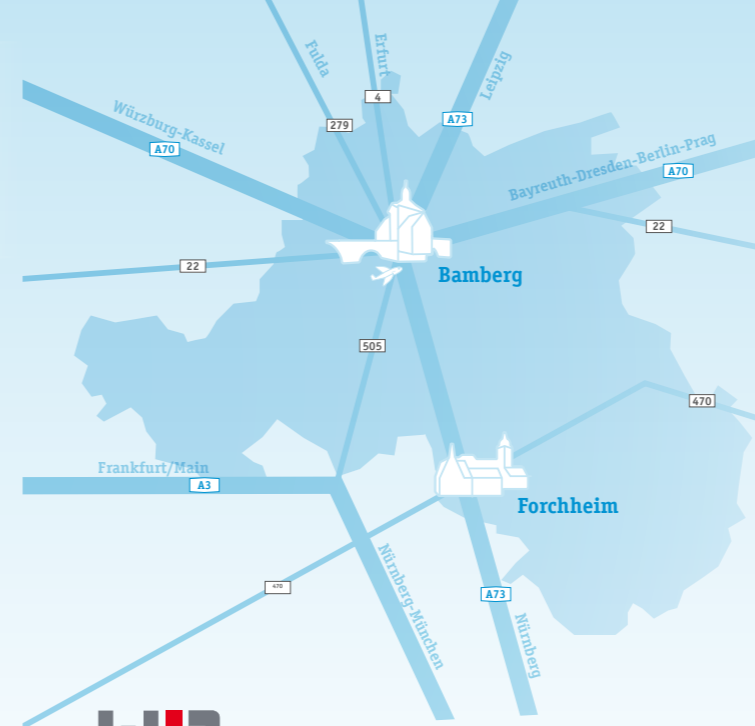 Fulda
Erfurt
Leipzig
4
279
A73
Würzburg-Kassel
A70
Bayreuth-Dresden-Berlin-Prag
A70
22
22
Bamberg
505
470
Frankfurt/Main
A3
Forchheim
470
Nürnberg-München
A73
Nürnberg